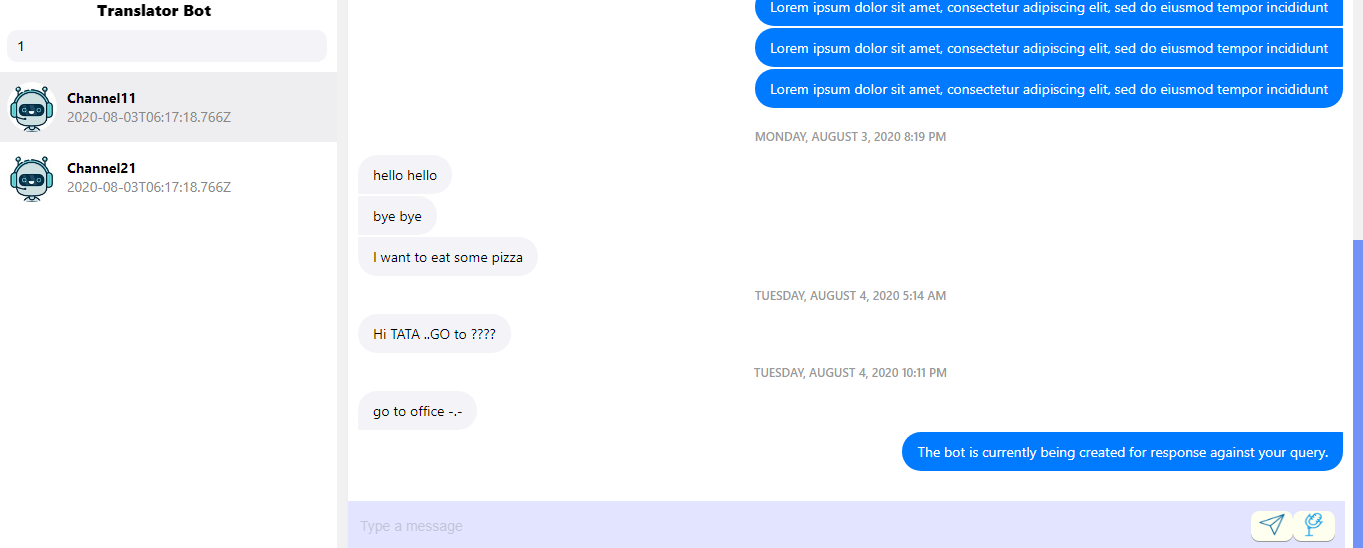 Translator Bot
1
Channel11
2020-08-03T06:17:18.766Z
Channel21
2020-08-03T06:17:18.766Z
Lorem ipsum dolor sit amet, consectetur adipiscing elit, sed do eiusmod tempor incididunt
Lorem ipsum dolor sit amet, consectetur adipiscing elit, sed do eiusmod tempor incididunt
Lorem ipsum dolor sit amet, consectetur adipiscing elit, sed do eiusmod tempor incididunt
MONDAY, AUGUST 3, 2020 8:19 PM
hello hello
bye bye
I want to eat some pizza
TUESDAY, AUGUST 4, 2020 5:14 AM
Hi TATA ..GO to ????
TUESDAY, AUGUST 4, 2020 10:11 PM
go to office -.-
The bot is currently being created for response against your query.
Type a message